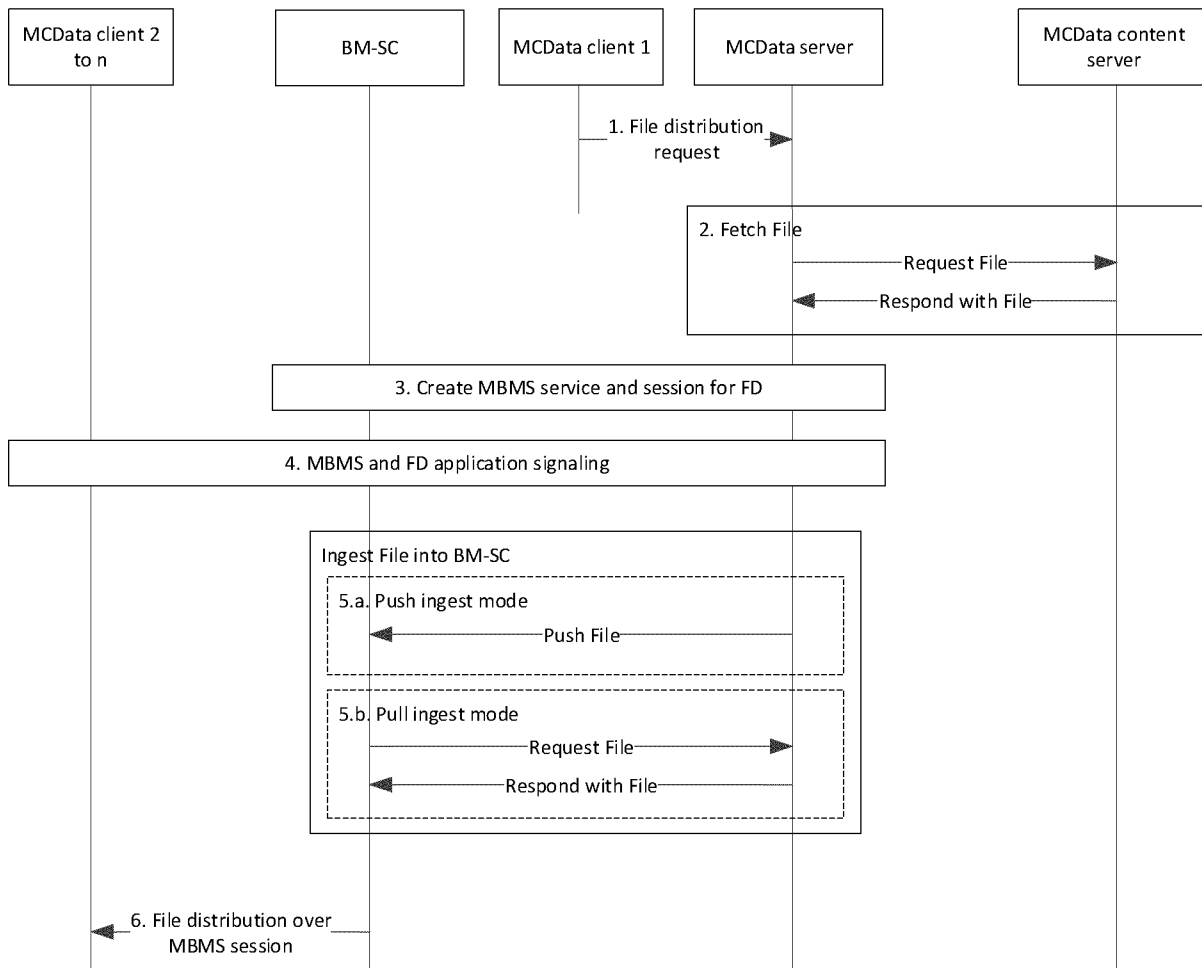 MCData client 2
to n
BM-SC
MCData client 1
MCData server
MCData content
server
1. File distribution
request
2. Fetch File
Request File
Respond with File
3. Create MBMS service and session for FD
4. MBMS and FD application signaling
Ingest File into BM-SC
5.a. Push ingest mode
Push File
5.b. Pull ingest mode
Request File
Respond with File
6. File distribution over
MBMS session